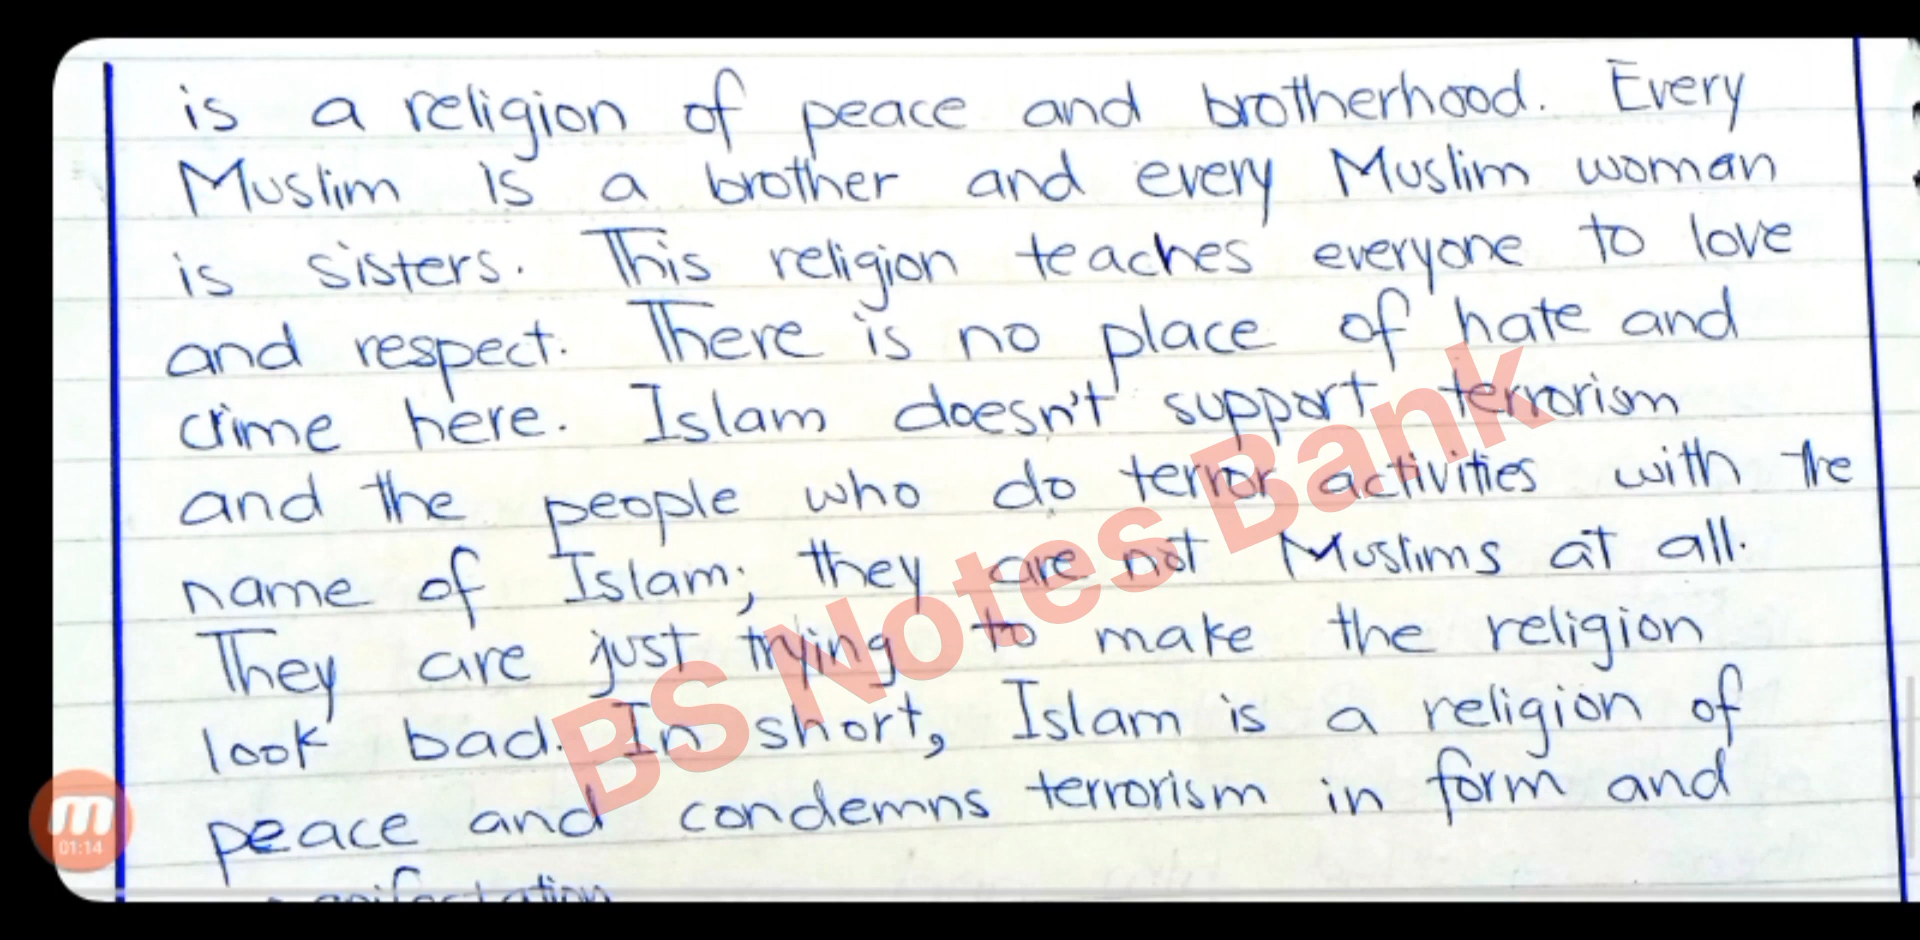 is a religion of peace and brotherhood. Every
Muslim is a brother and every Muslim woman
is sisters. This religion teaches everyone to love
and respect. There is no place of hate and
crime here. Islam doesn't support terrorism
and the people who do terror activities with the
name of Islam; they are not Muslims at all.
They are just trying to make the religion
look bad. In short, Islam is a religion of
peace and condemns terrorism in form and
manifestation
BS Notes Bank
01:14